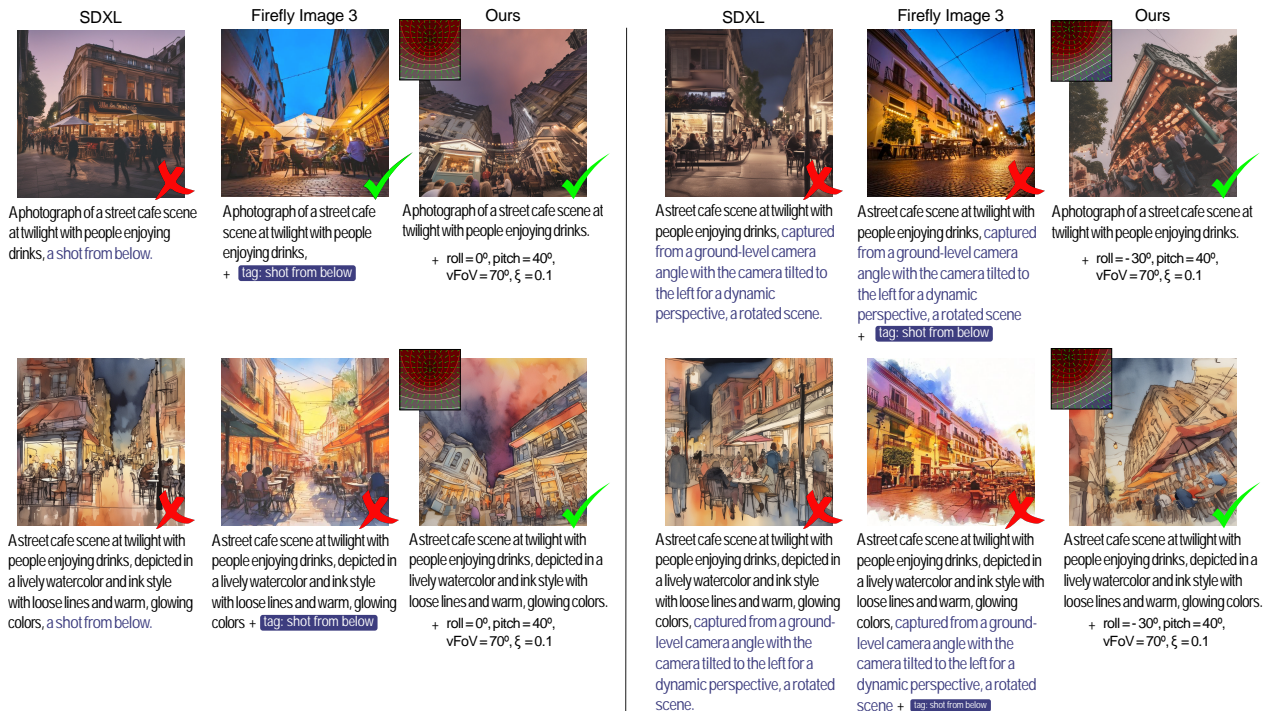 SDXL
Firefly Image 3
Ours
A photograph of a street cafe scene
at twilight with people enjoying
drinks, a shot from below.
A photograph of a street cafe
scene at twilight with people
enjoying drinks,
+ tag: shot from below
A photograph of a street cafe scene at
twilight with people enjoying drinks.
+ roll = 0º, pitch = 40º,
vFoV = 70º, ξ = 0.1
A street cafe scene at twilight with
people enjoying drinks, depicted in
a lively watercolor and ink style
with loose lines and warm, glowing
colors, a shot from below.
A street cafe scene at twilight with
people enjoying drinks, depicted in
a lively watercolor and ink style
with loose lines and warm, glowing
colors + tag: shot from below
A street cafe scene at twilight with
people enjoying drinks, depicted in a
lively watercolor and ink style with
loose lines and warm, glowing colors.
+ roll = 0º, pitch = 40º,
vFoV = 70º, ξ = 0.1
SDXL
Firefly Image 3
Ours
A street cafe scene at twilight with
people enjoying drinks, captured
from a ground-level camera
angle with the camera tilted to
the left for a dynamic
perspective, a rotated scene.
A street cafe scene at twilight with
people enjoying drinks, captured
from a ground-level camera
angle with the camera tilted to
the left for a dynamic
perspective, a rotated scene
+ tag: shot from below
A photograph of a street cafe scene at
twilight with people enjoying drinks.
+ roll = - 30º, pitch = 40º,
vFoV = 70º, ξ = 0.1
A street cafe scene at twilight with
people enjoying drinks, depicted in
a lively watercolor and ink style
with loose lines and warm, glowing
colors, captured from a ground-
level camera angle with the
camera tilted to the left for a
dynamic perspective, a rotated
scene.
A street cafe scene at twilight with
people enjoying drinks, depicted in
a lively watercolor and ink style with
loose lines and warm, glowing
colors, captured from a ground-
level camera angle with the
camera tilted to the left for a
dynamic perspective, a rotated
scene + tag: shot from below
A street cafe scene at twilight with
people enjoying drinks, depicted in a
lively watercolor and ink style with
loose lines and warm, glowing colors.
+ roll = - 30º, pitch = 40º,
vFoV = 70º, ξ = 0.1